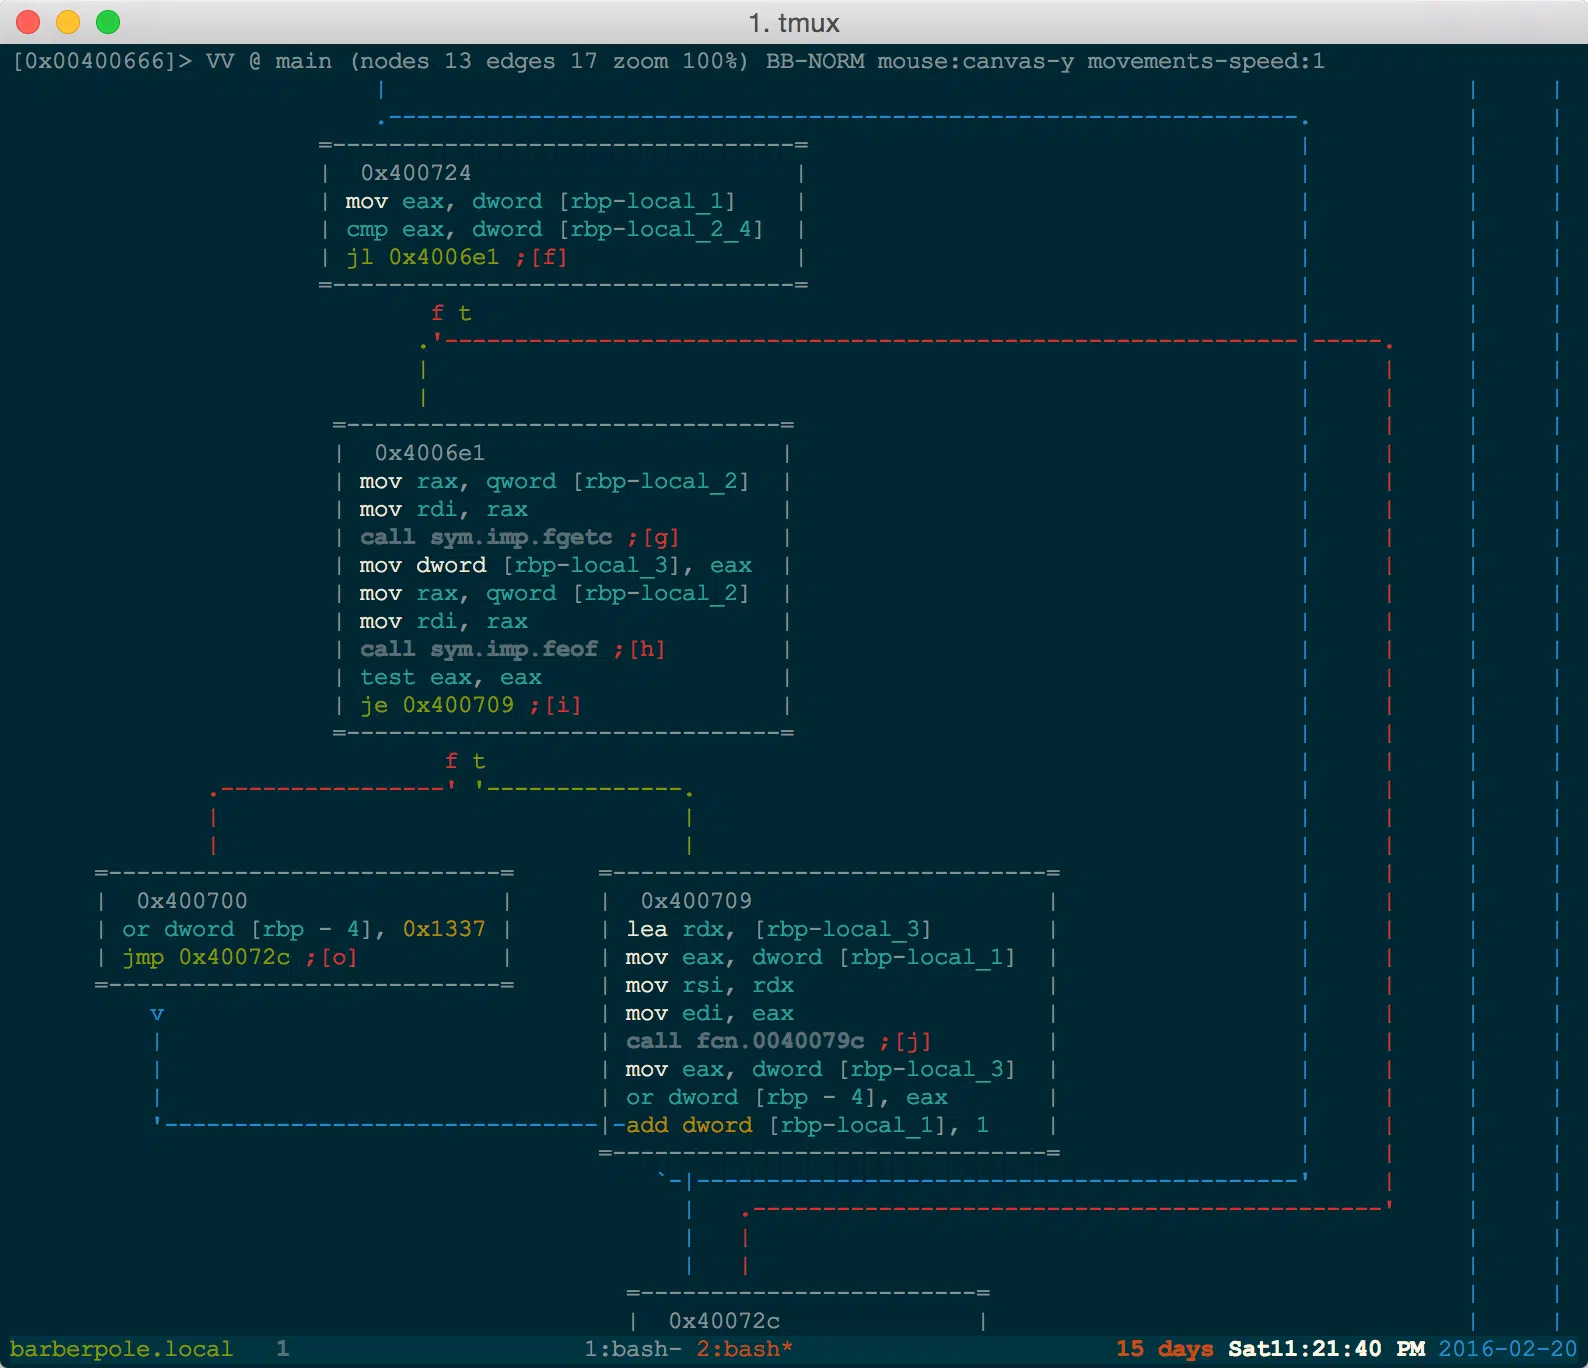 1. tmux
[0x00400666]> VV @ main (nodes 13 edges 17 zoom 100%) BB-NORM mouse:canvas-y movements-speed:1
0x400724
mov eax, dword [rbp-local_1]
cmp eax, dword [rbp-local_2_4]
jl 0x4006e1 ;[f]
f t
0x4006e1
mov rax, qword [rbp-local_2]
mov rdi, rax
call sym.imp.fgetc ;[g]
mov dword [rbp-local_3], eax
mov rax, qword [rbp-local_2]
mov rdi, rax
call sym.imp.feof ;[h]
test eax, eax
je 0x400709 ;[i]
f t
0x400700
or dword [rbp - 4], 0x1337
jmp 0x40072c ;[o]
v
0x400709
lea rdx, [rbp-local_3]
mov eax, dword [rbp-local_1]
mov rsi, rdx
mov edi, eax
call fcn.0040079c ;[j]
mov eax, dword [rbp-local_3]
or dword [rbp - 4], eax
add dword [rbp-local_1], 1
0x40072c
barberpole.local 1 1:bash- 2:bash* 15 days Sat11:21:40 PM 2016-02-20